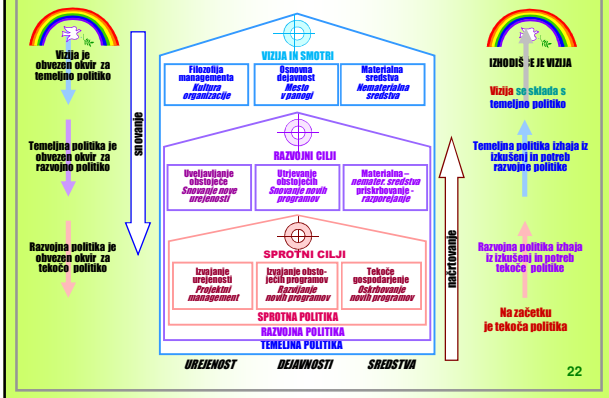 Vizija je
obvezen okvir za
temeljno politiko
Temeljna politika je
obvezen okvir za
razvojno politiko
Razvojna politika je
obvezen okvir za
tekočo politiko
snovanje
VIZIJA IN SMOTRI
Filozofija
managementa
Kultura
organizacije
Osnovna
dejavnost
Mesto
v panogi
Materialna
sredstva
Nematerialna
sredstva
RAZVOJNI CILJI
Uveljavljanje
obstoječe
Snovanje nove
urejenosti
Utrjevanje
obstoječih
Snovanje novih
programov
Materialna –
nemater. sredstva
priskrbovanje -
razporejanje
SPROTNI CILJI
Izvajanje
urejenosti
Projektni
management
Izvajanje obsto-
ječih programov
Razvijanje
novih programov
Tekoče
gospodarjenje
Oskrbovanje
novih programov
SPROTNA POLITIKA
RAZVOJNA POLITIKA
TEMELJNA POLITIKA
UREJENOST DEJAVNOSTI SREDSTVA
načrtovanje
IZHODIŠČE JE VIZIJA
Vizija se sklada s
temeljno politiko
Temeljna politika izhaja iz
izkušenj in potreb
razvojne politike
Razvojna politika izhaja
iz izkušenj in potreb
tekoče politike
Na začetku
je tekoča politika
22